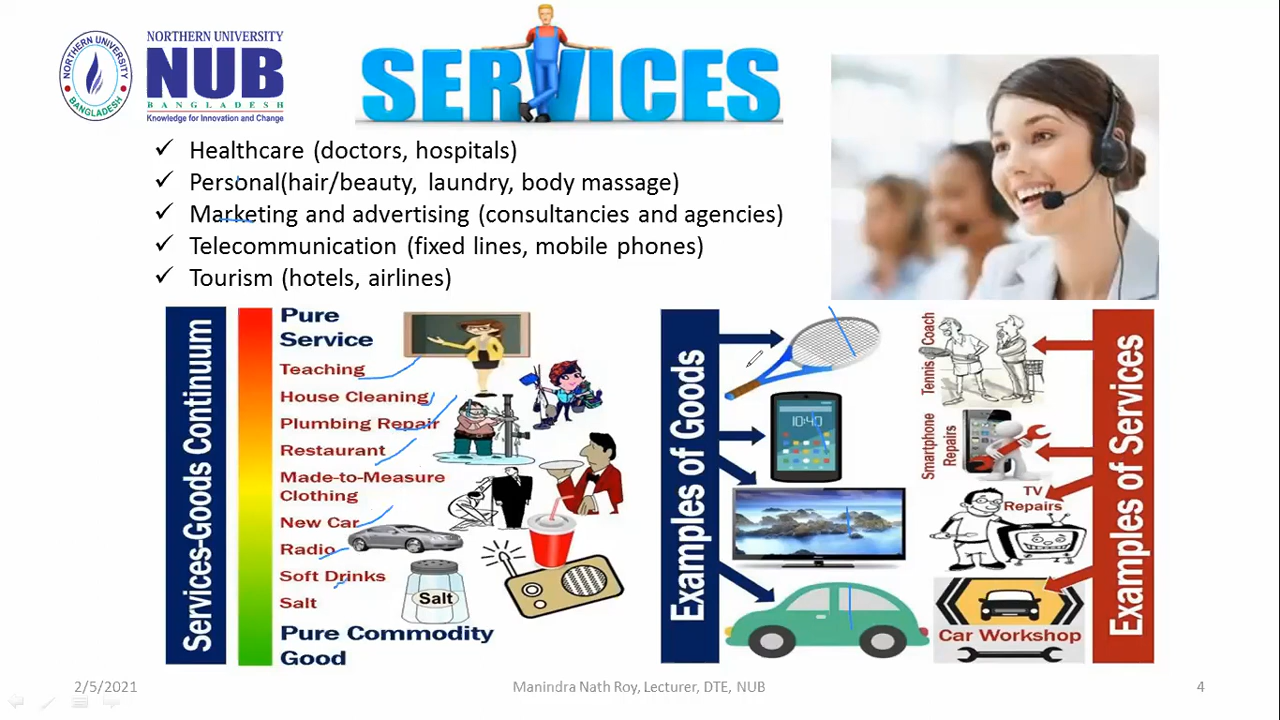 NORTHERN UNIVERSITY
BANGLADESH
NORTHERN UNIVERSITY
NUB
BANGLADESH
Knowledge for Innovation and Change
SERVICES
✓ Healthcare (doctors, hospitals)
✓ Personal(hair/beauty, laundry, body massage)
✓ Marketing and advertising (consultancies and agencies)
✓ Telecommunication (fixed lines, mobile phones)
✓ Tourism (hotels, airlines)
Services-Goods Continuum
Pure
Service
Teaching
House Cleaning
Plumbing Repair
Restaurant
Made-to-Measure
Clothing
New Car
Radio
Soft Drinks
Salt
Pure Commodity
Good
Salt
Examples of Goods
10:40
Tennis Coach
Smartphone
Repairs
TV
Repairs
Car Workshop
Examples of Services
2/5/2021
Manindra Nath Roy, Lecturer, DTE, NUB
4